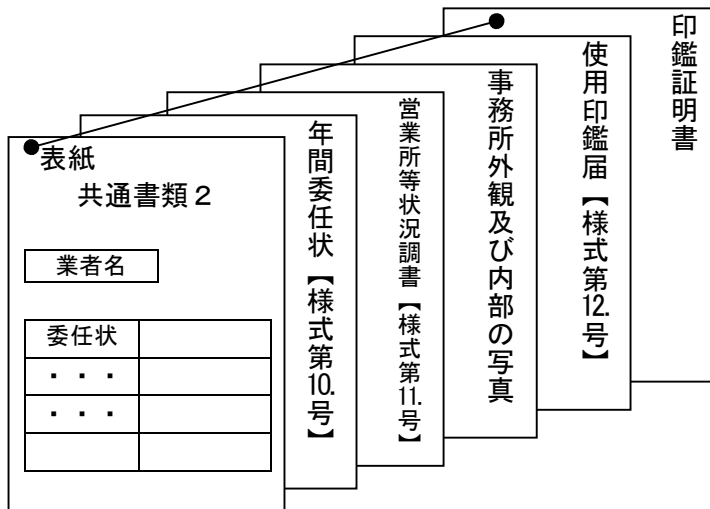 表紙
共通書類２
業者名
委任状
・・・
・・・
年間委任状【様式第10.号】
営業所等状況調書【様式第11.号】
事務所外観及び内部の写真
使用印鑑届【様式第12.号】
印鑑証明書